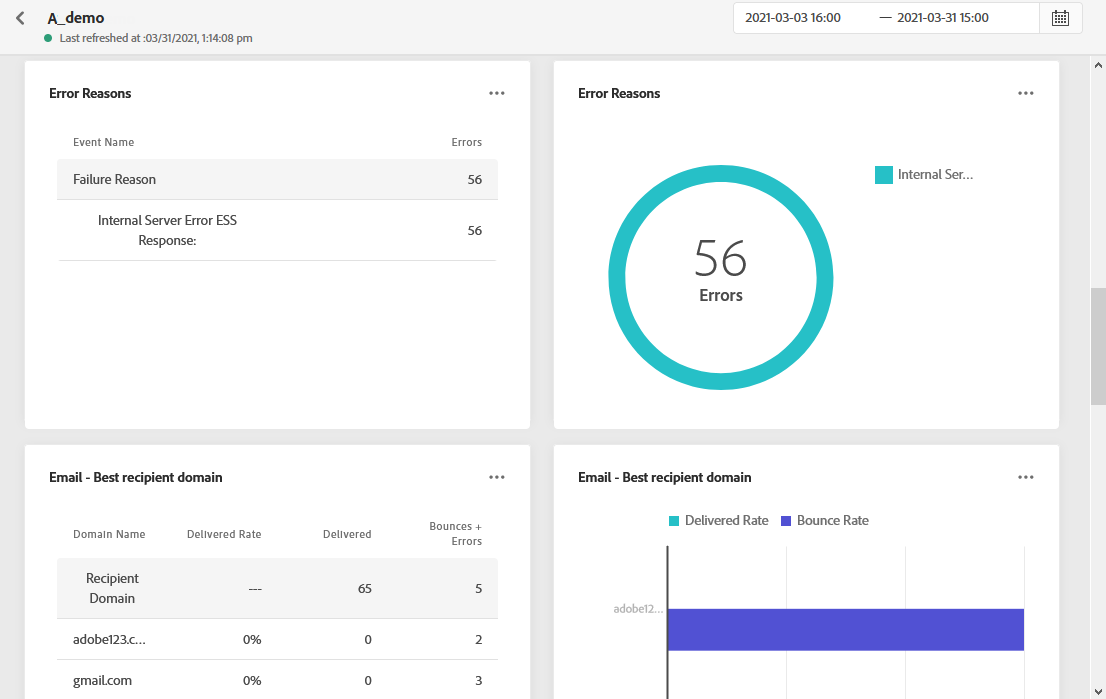 A_demo
Last refreshed at :03/31/2021, 1:14:08 pm
2021-03-03 16:00 — 2021-03-31 15:00
Error Reasons
Event Name Errors
Failure Reason 56
Internal Server Error ESS
Response: 56
Error Reasons
56
Errors
Internal Ser...
Email - Best recipient domain
Domain Name Delivered Rate Delivered Bounces +
Errors
Recipient
Domain --- 65 5
adobe123.c... 0% 0 2
gmail.com 0% 0 3
Email - Best recipient domain
Delivered Rate Bounce Rate
adobe12...